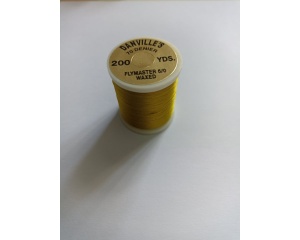 DANVILLE'S
70 DENIER
200 YDS.
FLYMASTER 6/0
WAXED